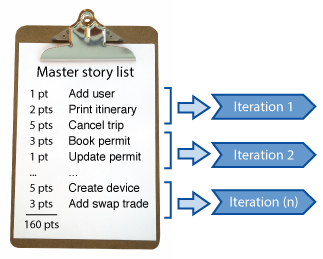 Master story list
1 pt Add user
2 pts Print itinerary
5 pts Cancel trip
3 pts Book permit
1 pt Update permit
... ...
5 pts Create device
3 pts Add swap trade
160 pts
Iteration 1
Iteration 2
Iteration (n)